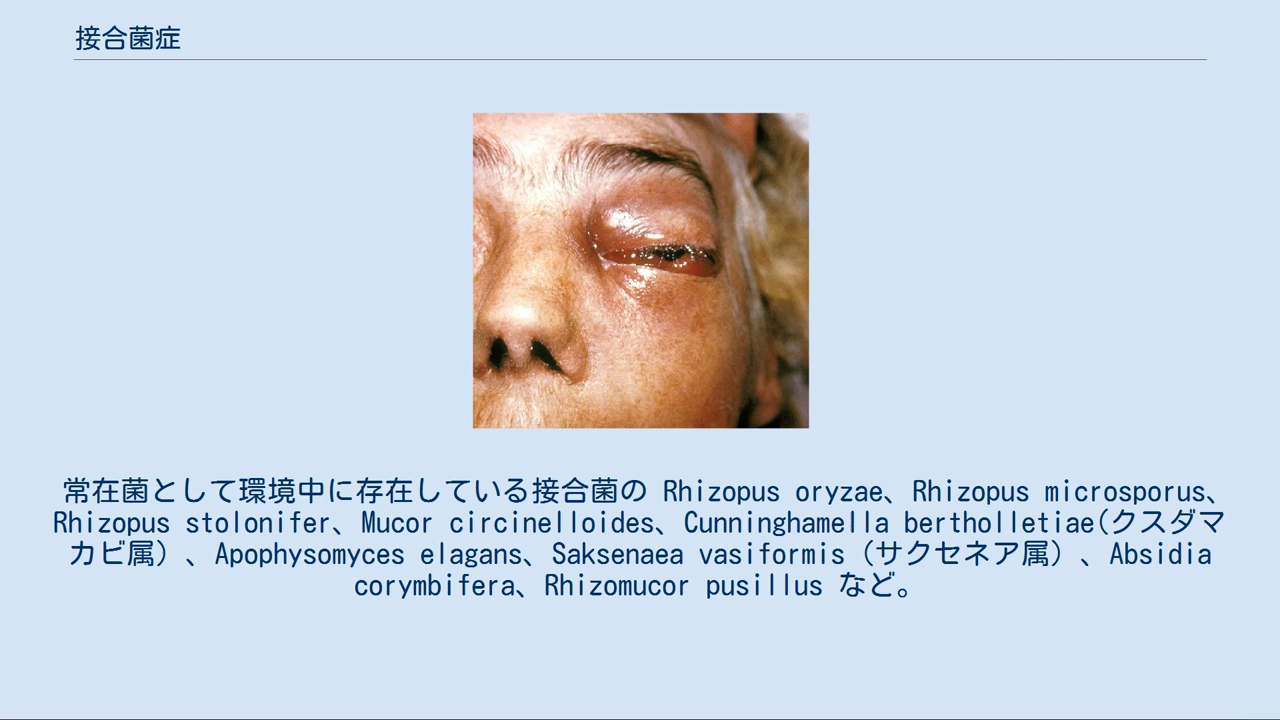 接合菌症
常在菌として環境中に存在している接合菌の Rhizopus oryzae、Rhizopus microsporus、
Rhizopus stolonifer、Mucor circinelloides、Cunninghamella bertholletiae(クスダマ
カビ属）、Apophysomyces elagans、Saksenaea vasiformis（サクセネア属）、Absidia
corymbifera、Rhizomucor pusillus など。